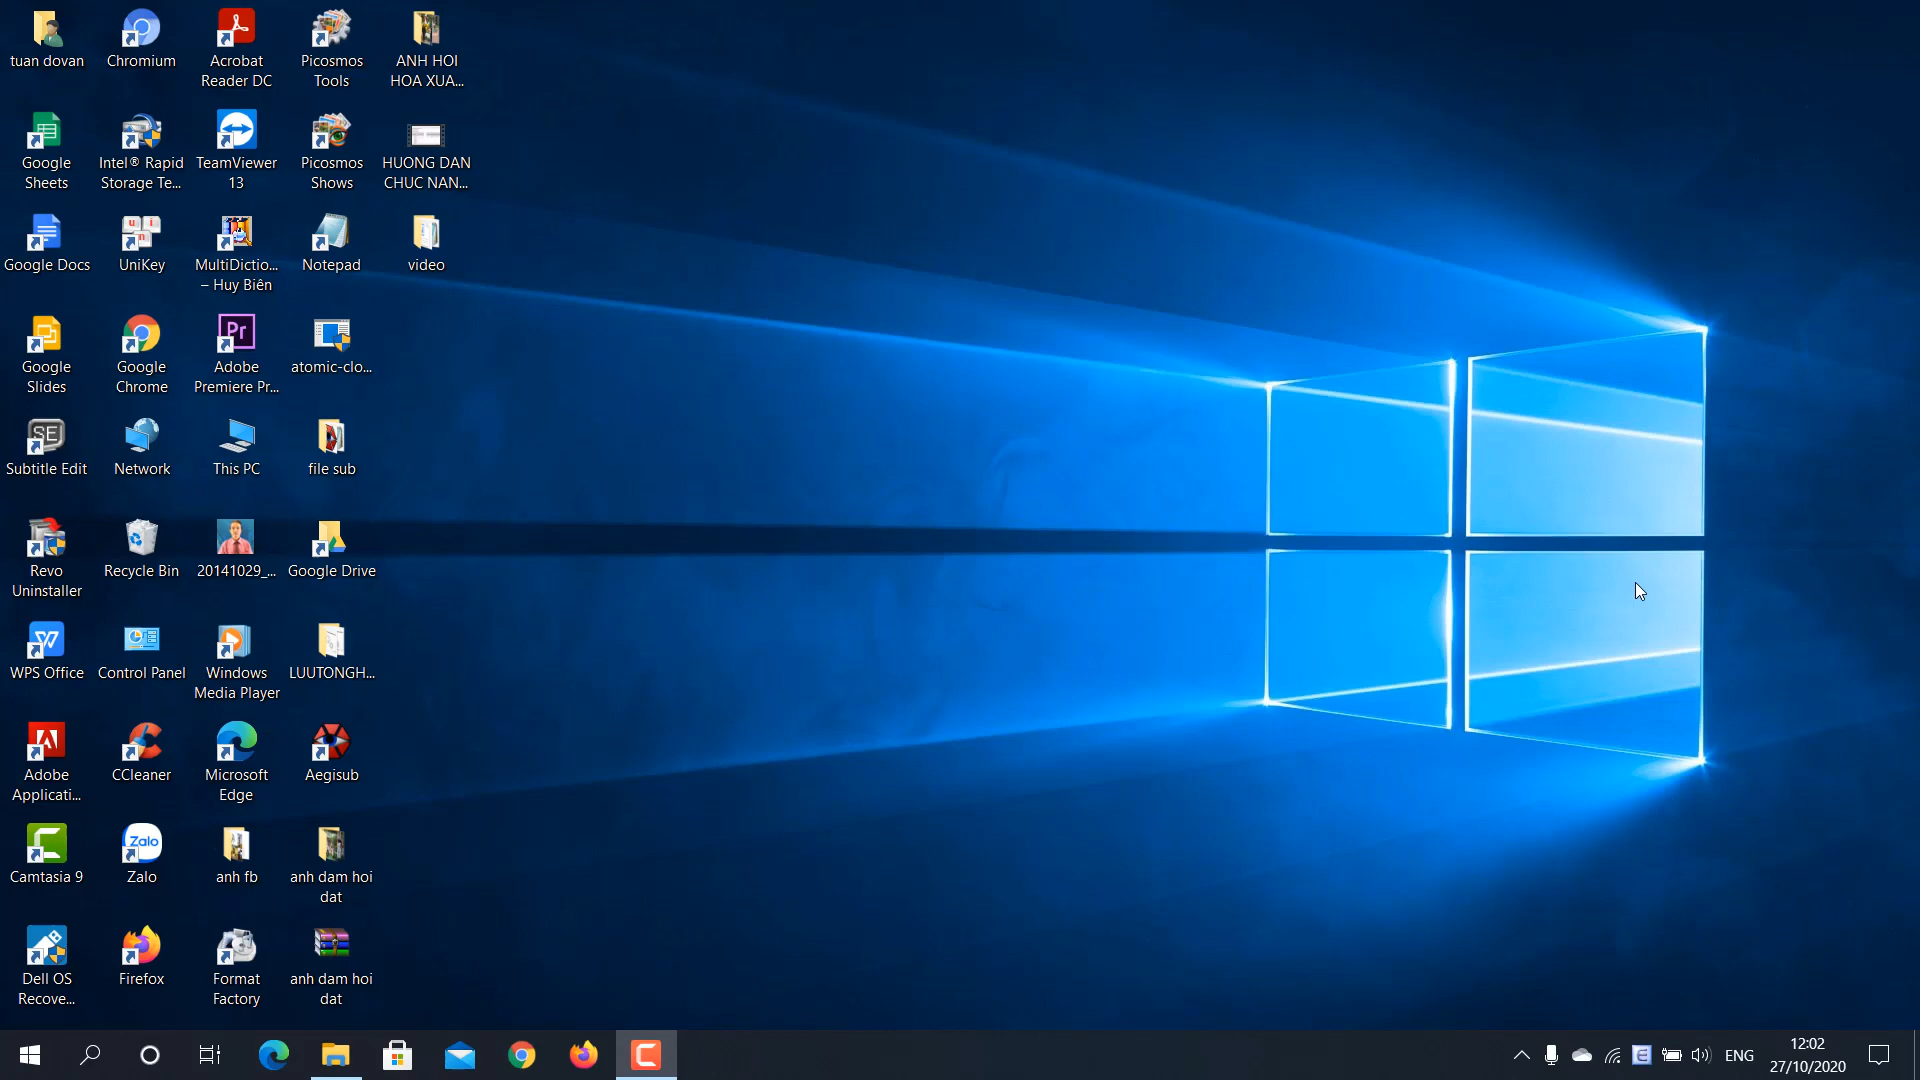 tuan dovan
Chromium
Acrobat
Reader DC
Picosmos
Tools
ANH HOI
HOA XUA...
Google
Sheets
Intel® Rapid
Storage Te...
TeamViewer
13
Picosmos
Shows
HUONG DAN
CHUC NAN...
Google Docs
UniKey
MultiDictio...
– Huy Biên
Notepad
video
Google
Slides
Google
Chrome
Adobe
Premiere Pr...
atomic-clo...
Subtitle Edit
Network
This PC
file sub
Revo
Uninstaller
Recycle Bin
20141029_...
Google Drive
WPS Office
Control Panel
Windows
Media Player
LUUTONGH...
Adobe
Applicati...
CCleaner
Microsoft
Edge
Aegisub
Camtasia 9
Zalo
Zalo
anh fb
anh dam hoi
dat
Dell OS
Recove...
Firefox
Format
Factory
anh dam hoi
dat
ENG
12:02
27/10/2020